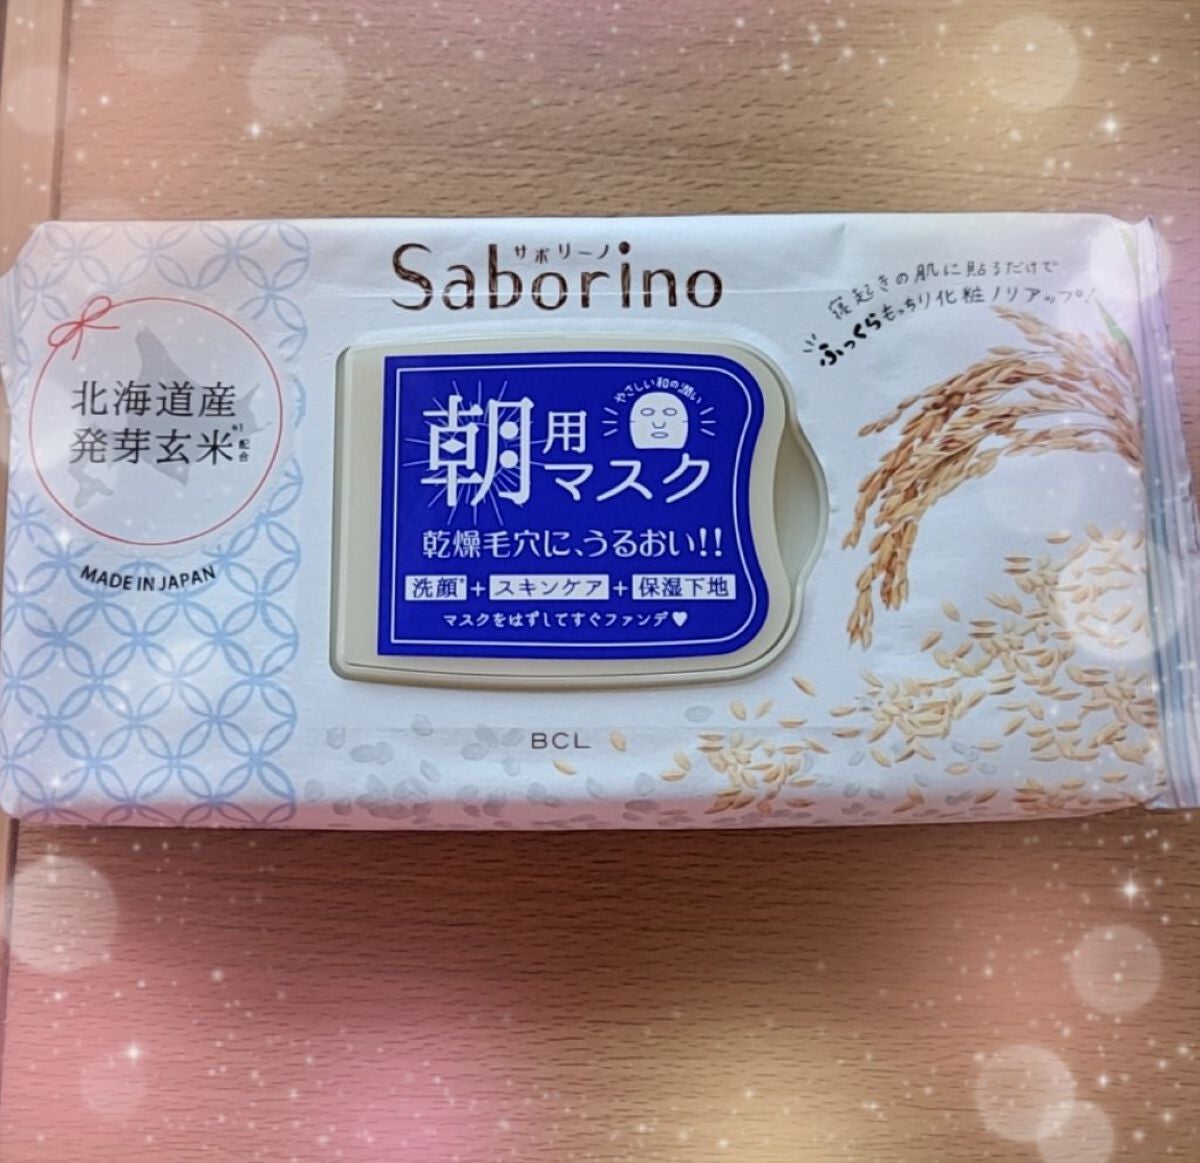 サボリーノ
Saborino
寝起きの肌に貼るだけで
ふっくらもっちり化粧ノリアップ!
北海道産
発芽玄米*1配合
MADE IN JAPAN
やさしい和の潤い
朝用マスク
乾燥毛穴に、うるおい!!
洗顔*+スキンケア+保湿下地
マスクをはずしてすぐファンデ♥
BCL